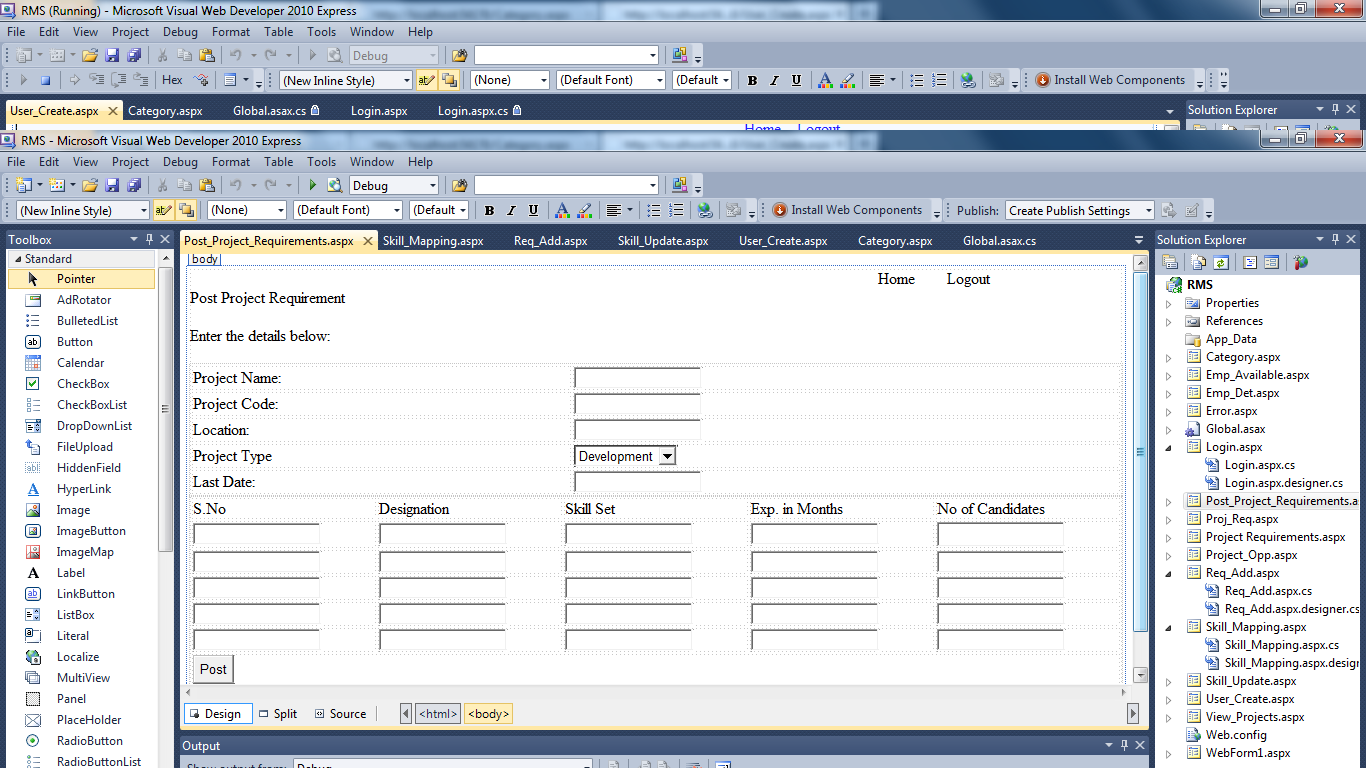 RMS (Running) - Microsoft Visual Web Developer 2010 Express
File Edit View Project Debug Format Table Tools Window Help
Debug
Hex (New Inline Style) (None) (Default Font) (Default B I U A Install Web Components
User_Create.aspx Category.aspx Global.asax.cs Login.aspx Login.aspx.cs Solution Explorer
Home Logout
RMS - Microsoft Visual Web Developer 2010 Express
File Edit View Project Debug Format Table Tools Window Help
Debug
(New Inline Style) (None) (Default Font) (Default B I U A Install Web Components Publish: Create Publish Settings
Toolbox
Standard
Pointer
AdRotator
BulletedList
Button
Calendar
CheckBox
CheckBoxList
DropDownList
FileUpload
HiddenField
HyperLink
Image
ImageButton
ImageMap
Label
LinkButton
ListBox
Literal
Localize
MultiView
Panel
PlaceHolder
RadioButton
RadioButtonList
Post_Project_Requirements.aspx Skill_Mapping.aspx Req_Add.aspx Skill_Update.aspx User_Create.aspx Category.aspx Global.asax.cs
body
Home Logout
Post Project Requirement
Enter the details below:
Project Name:
Project Code:
Location:
Project Type Development
Last Date:
S.No Designation Skill Set Exp. in Months No of Candidates
Post
Design Split Source <html> <body>
Output
Show output from: Debug
Solution Explorer
RMS
Properties
References
App_Data
Category.aspx
Emp_Available.aspx
Emp_Det.aspx
Error.aspx
Global.asax
Login.aspx
Login.aspx.cs
Login.aspx.designer.cs
Post_Project_Requirements.as
Proj_Req.aspx
Project Requirements.aspx
Project_Opp.aspx
Req_Add.aspx
Req_Add.aspx.cs
Req_Add.aspx.designer.cs
Skill_Mapping.aspx
Skill_Mapping.aspx.cs
Skill_Mapping.aspx.desigr
Skill_Update.aspx
User_Create.aspx
View_Projects.aspx
Web.config
WebForm1.aspx